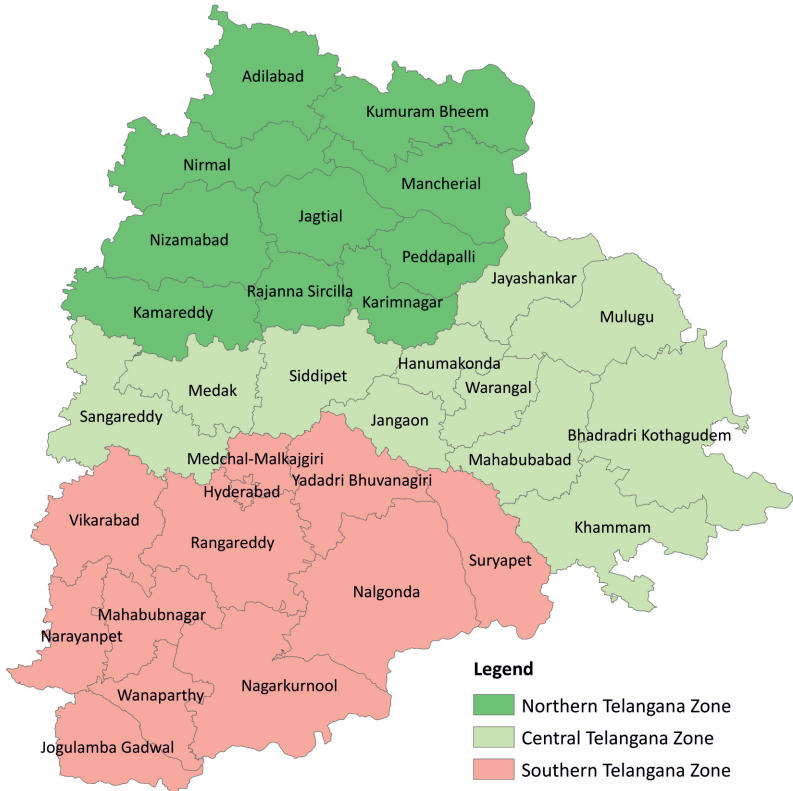 Adilabad
Kumuram Bheem
Nirmal
Mancherial
Jagtial
Nizamabad
Peddapalli
Jayashankar
Rajanna Sircilla
Karimnagar
Kamareddy
Mulugu
Hanumakonda
Siddipet
Medak
Warangal
Sangareddy
Jangaon
Bhadradri Kothagudem
Medchal-Malkajgiri
Mahabubabad
Yadadri Bhuvanagiri
Hyderabad
Vikarabad
Khammam
Rangareddy
Suryapet
Nalgonda
Mahabubnagar
Narayanpet
Nagarkurnool
Wanaparthy
Jogulamba Gadwal
Legend
Northern Telangana Zone
Central Telangana Zone
Southern Telangana Zone